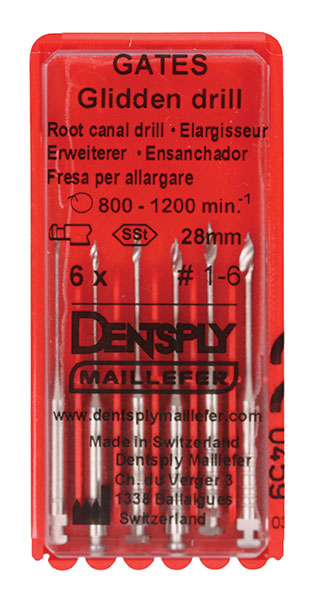 GATES
Glidden drill
Root canal drill • Elargisseur
Erweiterer • Ensanchador
Fresa per allargare
800 - 1200 min.-1
SSt 28mm
6 x # 1-6
DENTSPLY
MAILLEFER
www.dentsplymaillefer.com
Made in Switzerland
Dentsply Maillefer
Ch. du Verger 3
1338 Ballaigues
Switzerland
0459